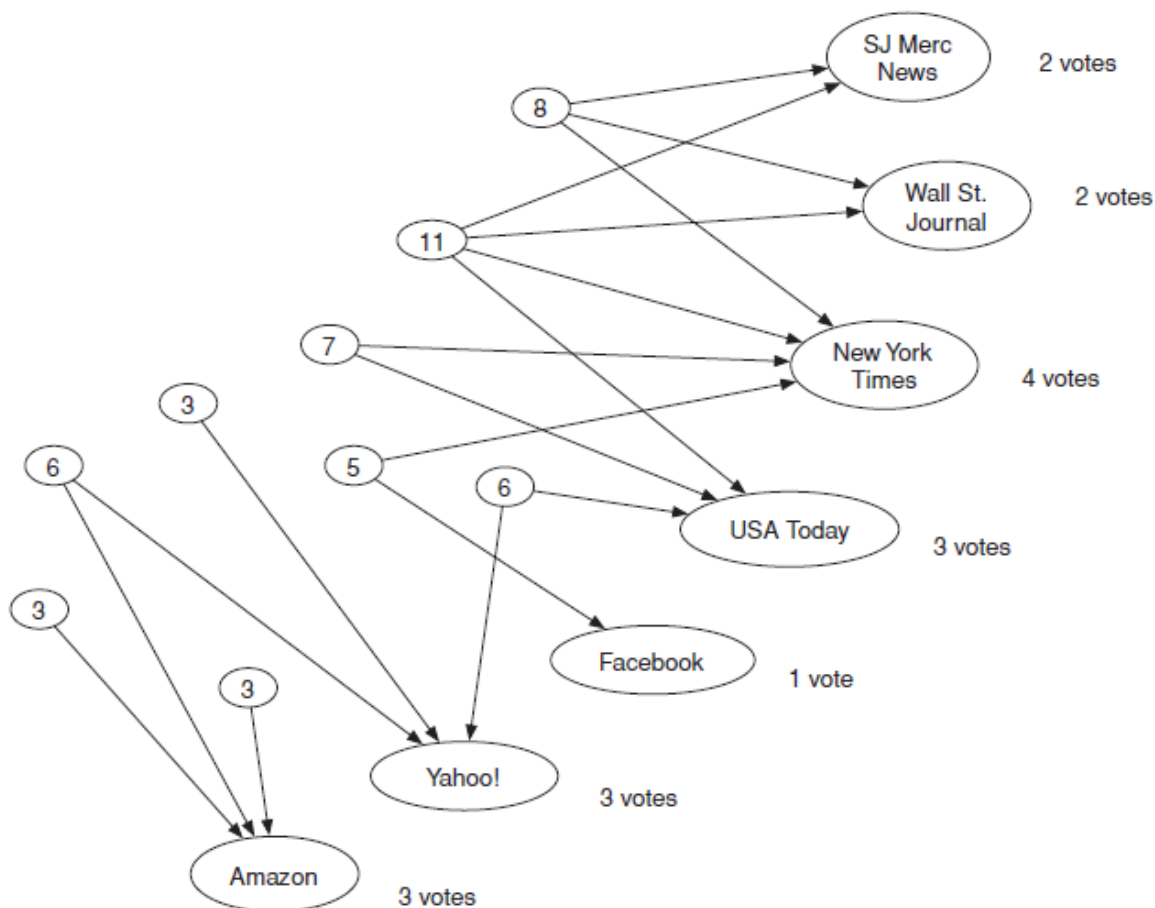 SJ Merc
News
2 votes
8
Wall St.
Journal
2 votes
11
7
New York
Times
4 votes
3
6
5
6
USA Today
3 votes
3
Facebook
1 vote
3
Yahoo!
3 votes
Amazon
3 votes